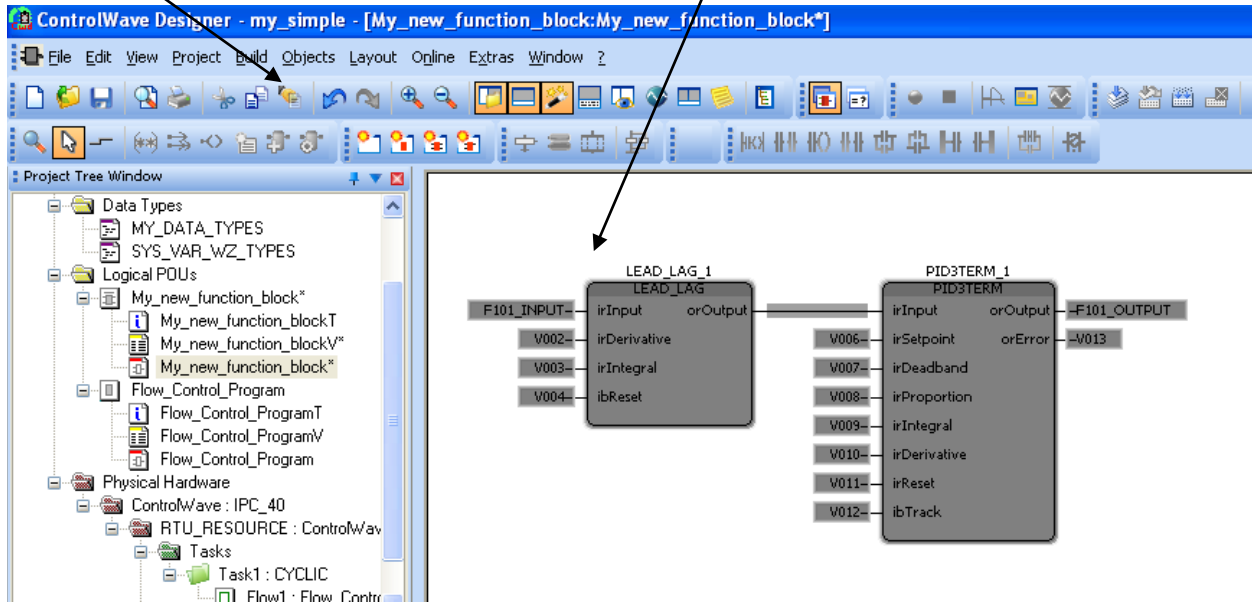 ControlWave Designer - my_simple - [My_new_function_block:My_new_function_block*]
File Edit View Project Build Objects Layout Online Extras Window ?
Project Tree Window
Data Types
MY_DATA_TYPES
SYS_VAR_WZ_TYPES
Logical POUs
My_new_function_block*
My_new_function_blockT
My_new_function_blockV*
My_new_function_block*
Flow_Control_Program
Flow_Control_ProgramT
Flow_Control_ProgramV
Flow_Control_Program
Physical Hardware
ControlWave : IPC_40
RTU_RESOURCE : ControlWav
Tasks
Task1 : CYCLIC
Flow1 : Flow_Contro
LEAD_LAG_1
LEAD_LAG
F101_INPUT irInput orOutput
V002 irDerivative
V003 irIntegral
V004 ibReset
PID3TERM_1
PID3TERM
irInput orOutput F101_OUTPUT
V006 irSetpoint orError V013
V007 irDeadband
V008 irProportion
V009 irIntegral
V010 irDerivative
V011 irReset
V012 ibTrack